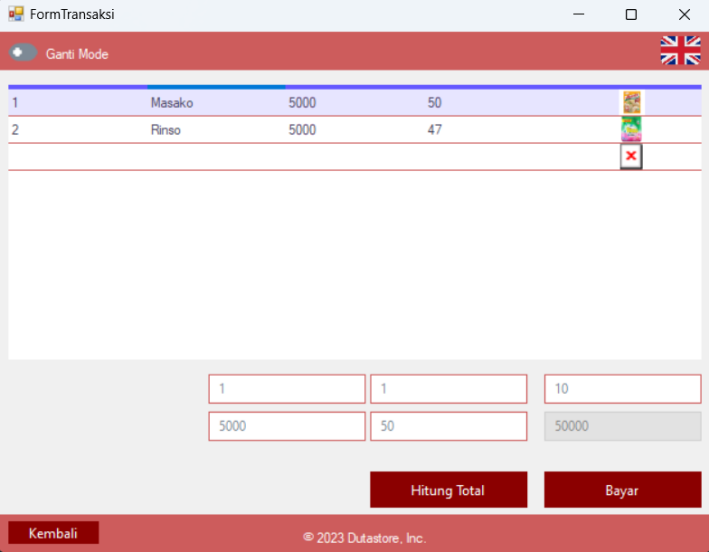 FormTransaksi
Ganti Mode
1 Masako 5000 50
2 Rinso 5000 47
1 1 10
5000 50 50000
Hitung Total Bayar
Kembali © 2023 Dutastore, Inc.